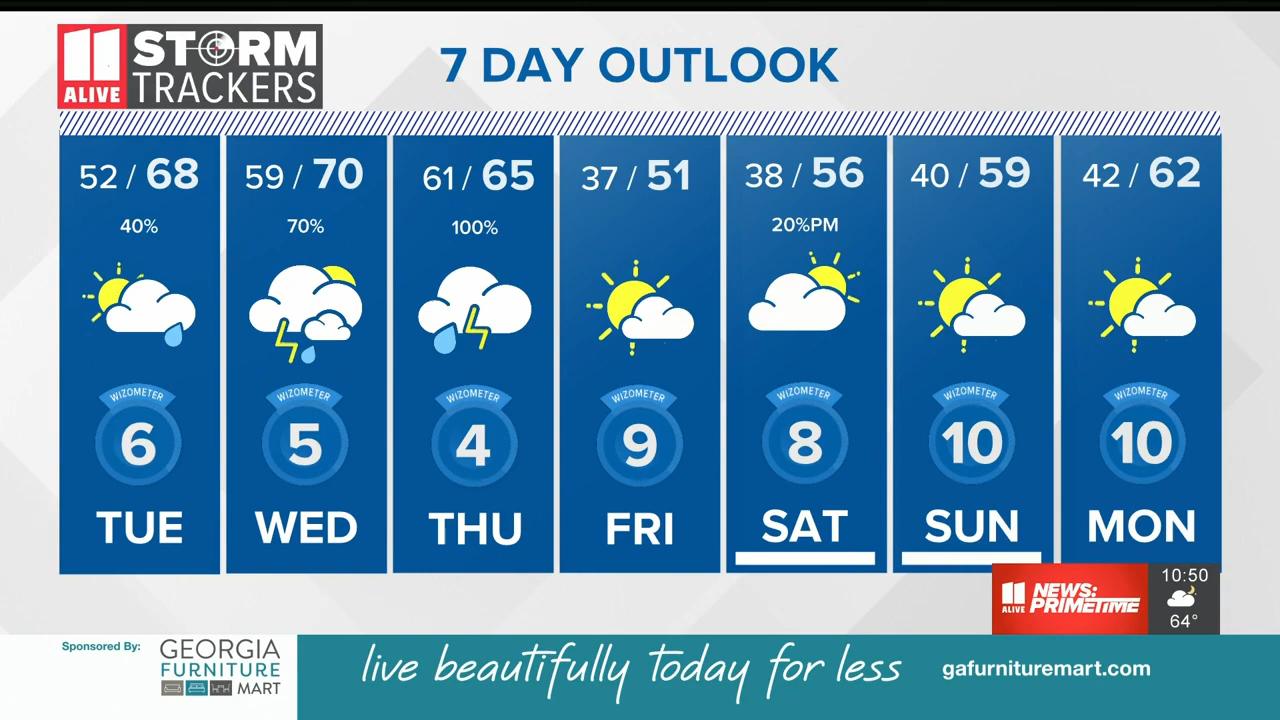 11 ALIVE
STORM
TRACKERS
7 DAY OUTLOOK
52 / 68
40%
WIZOMETER
6
TUE
59 / 70
70%
WIZOMETER
5
WED
61 / 65
100%
WIZOMETER
4
THU
37 / 51
WIZOMETER
9
FRI
38 / 56
20%PM
WIZOMETER
8
SAT
40 / 59
WIZOMETER
10
SUN
42 / 62
WIZOMETER
10
MON
11 ALIVE
NEWS:
PRIMETIME
10:50
64°
Sponsored By:
GEORGIA
FURNITURE
MART
live beautifully today for less
gafurnituremart.com